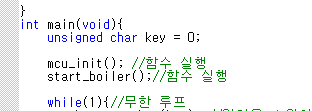 }
int main(void){
unsigned char key = 0;
mcu_init(); //함수 실행
start_boiler();//함수 실행
while(1){//무한 루프